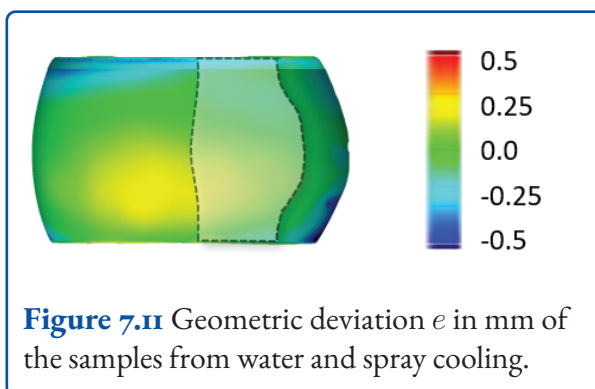 0.5
0.25
0.0
-0.25
-0.5
Figure 7.11 Geometric deviation e in mm of
the samples from water and spray cooling.